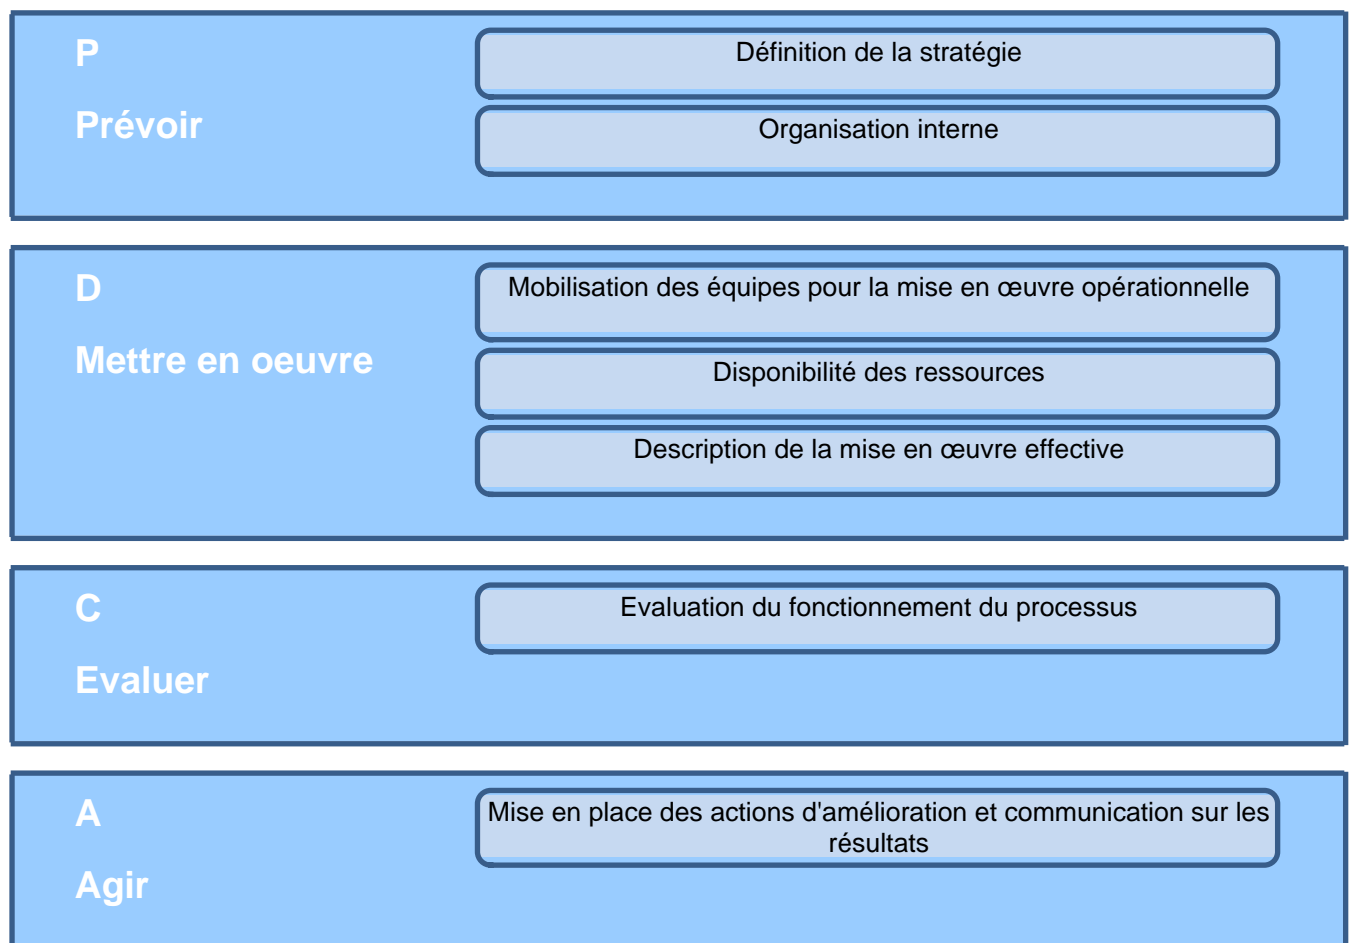 P
Prévoir
Définition de la stratégie
Organisation interne
D
Mettre en oeuvre
Mobilisation des équipes pour la mise en œuvre opérationnelle
Disponibilité des ressources
Description de la mise en œuvre effective
C
Evaluer
Evaluation du fonctionnement du processus
A
Agir
Mise en place des actions d'amélioration et communication sur les
résultats